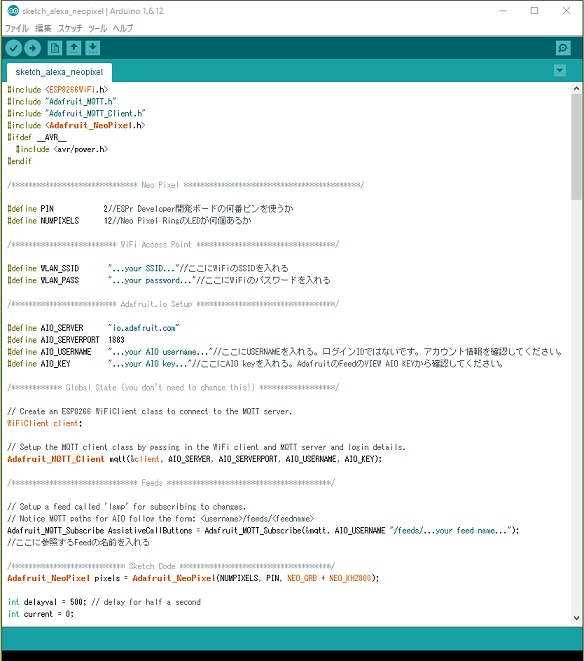 sketch_alexa_neopixel | Arduino 1.6.12
ファイル 編集 スケッチ ツール ヘルプ
sketch_alexa_neopixel
#include <ESP8266WiFi.h>
#include "Adafruit_MQTT.h"
#include "Adafruit_MQTT_Client.h"
#include <Adafruit_NeoPixel.h>
#ifdef __AVR__
  #include <avr/power.h>
#endif
/****************************** Neo Pixel ******************************************/
#define PIN            2//ESPr Developer開発ボードの何番ピンを使うか
#define NUMPIXELS      12//Neo Pixel RingのLEDが何個あるか
/************************* WiFi Access Point *********************************/
#define WLAN_SSID       "...your SSID..."//ここにWiFiのSSIDを入れる
#define WLAN_PASS       "...your password..."//ここにWiFiのパスワードを入れる
/************************* Adafruit.io Setup *********************************/
#define AIO_SERVER      "io.adafruit.com"
#define AIO_SERVERPORT  1883
#define AIO_USERNAME    "...your AIO username..."//ここにUSERNAMEを入れる。ログインIDではないです。アカウント情報を確認してください。
#define AIO_KEY         "...your AIO key..."//ここにAIO keyを入れる。AdafruitのFeedのVIEW AIO KEYから確認してください。
/************ Global State (you don't need to change this!) ******************/
// Create an ESP8266 WiFiClient class to connect to the MQTT server.
WiFiClient client;
// Setup the MQTT client class by passing in the WiFi client and MQTT server and login details.
Adafruit_MQTT_Client mqtt(&client, AIO_SERVER, AIO_SERVERPORT, AIO_USERNAME, AIO_KEY);
/****************************** Feeds ***************************************/
// Setup a feed called 'lamp' for subscribing to changes.
// Notice MQTT paths for AIO follow the form: <username>/feeds/<feedname>
Adafruit_MQTT_Subscribe AssistiveCallButtons = Adafruit_MQTT_Subscribe(&mqtt, AIO_USERNAME "/feeds/...your feed name...");
//ここに参照するFeedの名前を入れる
/*************************** Sketch Code ************************************/
Adafruit_NeoPixel pixels = Adafruit_NeoPixel(NUMPIXELS, PIN, NEO_GRB + NEO_KHZ800);
int delayval = 500; // delay for half a second
int current = 0;